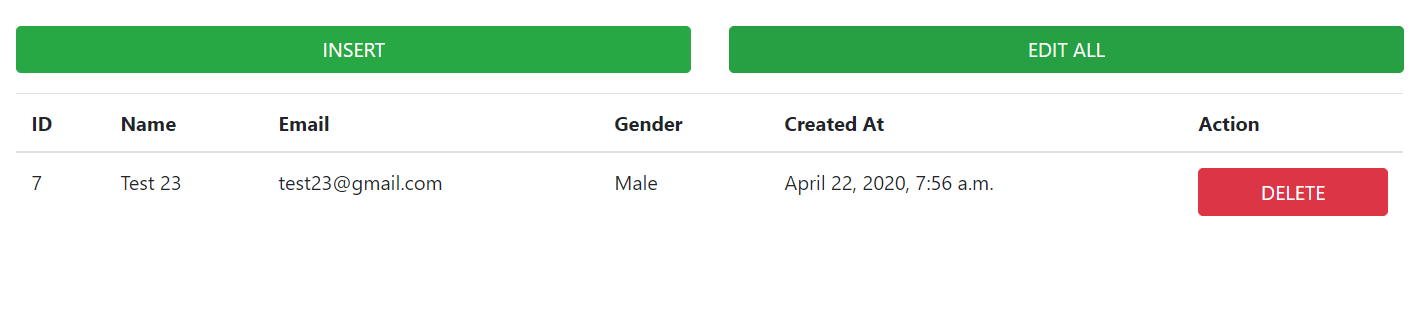 INSERT EDIT ALL
ID Name Email Gender Created At Action
7 Test 23 test23@gmail.com Male April 22, 2020, 7:56 a.m. DELETE